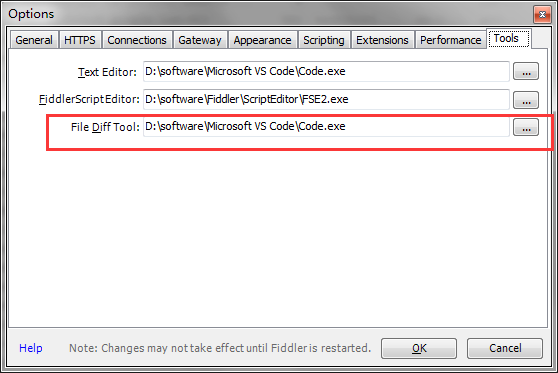 Options
General HTTPS Connections Gateway Appearance Scripting Extensions Performance Tools
Text Editor: D:\software\Microsoft VS Code\Code.exe ...
FiddlerScript Editor: D:\software\Fiddler\ScriptEditor\FSE2.exe ...
File Diff Tool: D:\software\Microsoft VS Code\Code.exe ...
Help Note: Changes may not take effect until Fiddler is restarted. OK Cancel